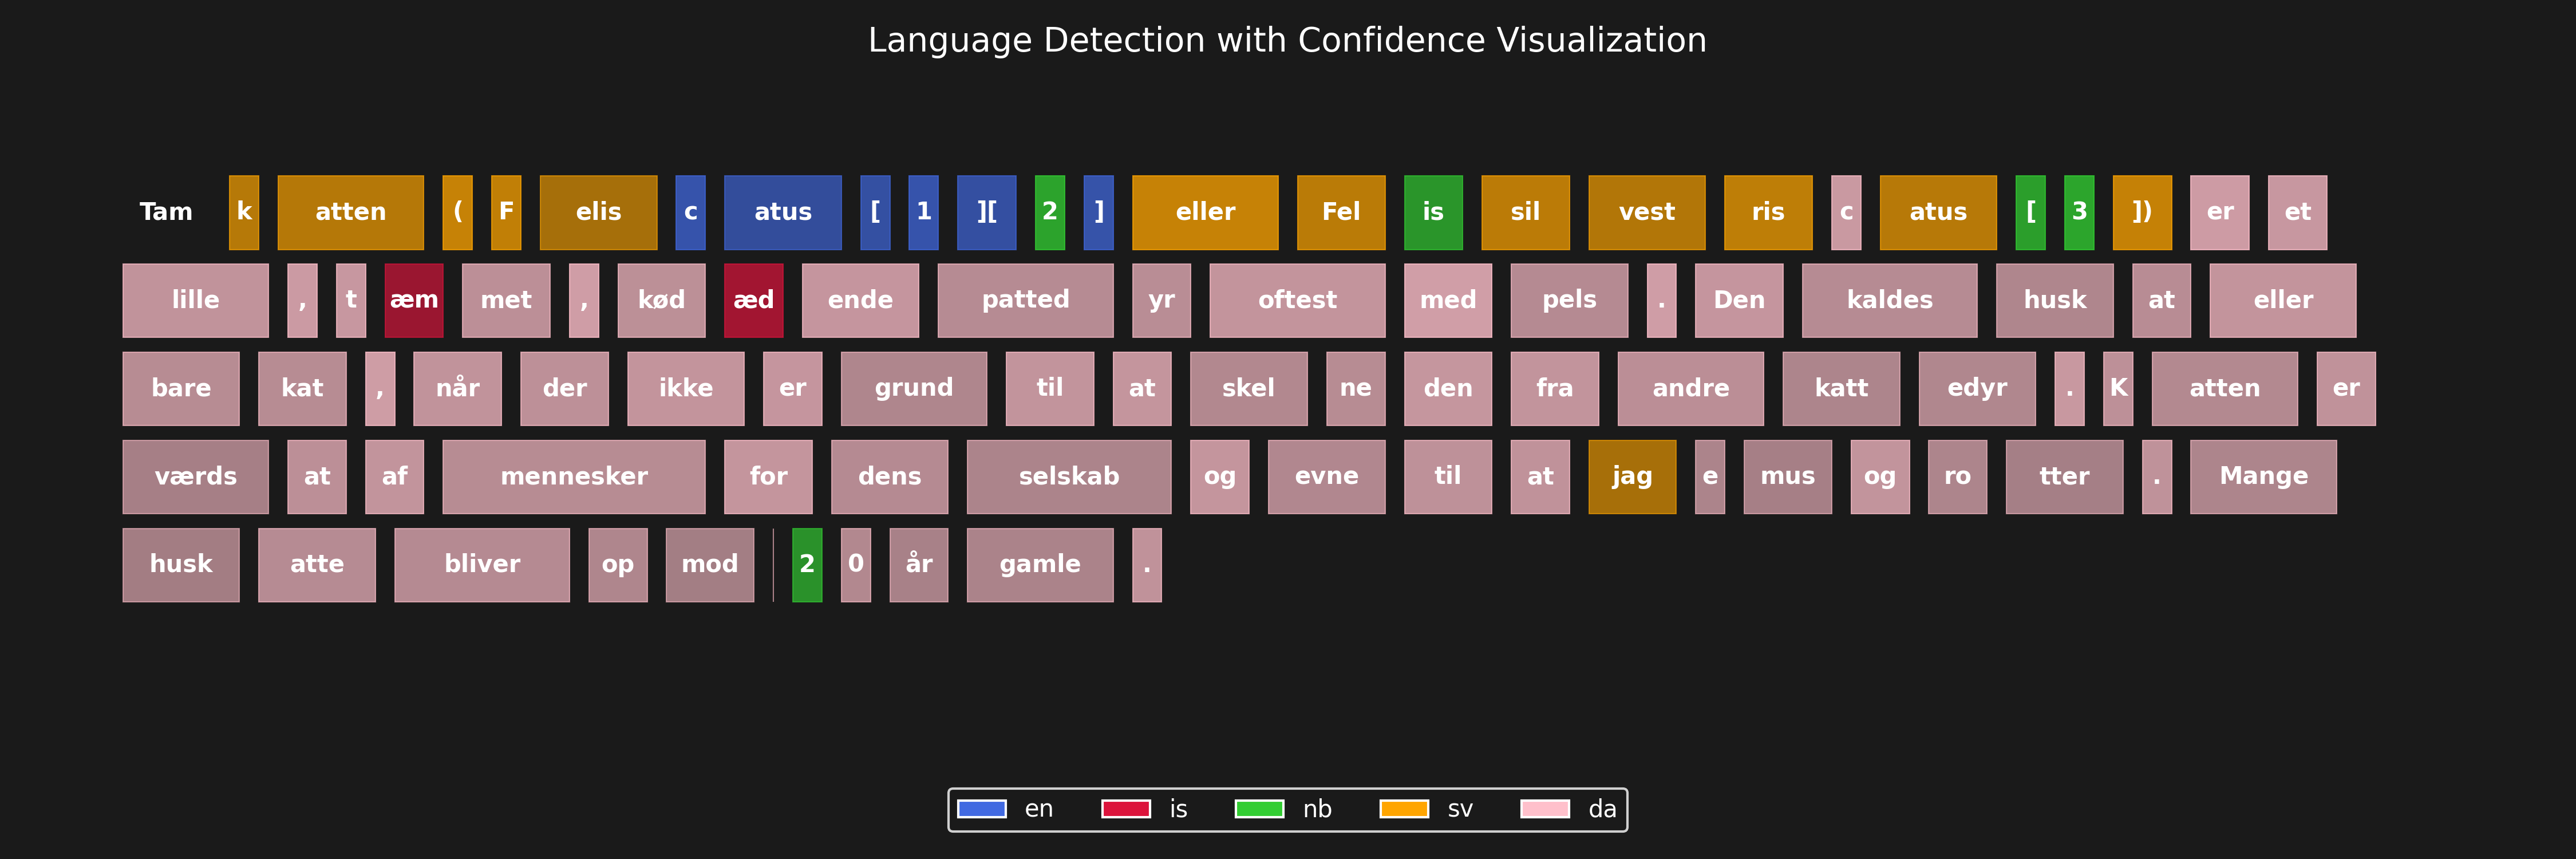 Language Detection with Confidence Visualization
Tam k atten ( F elis c atus [ 1 ][ 2 ] eller Fel is sil vest ris c atus [ 3 ]) er et
lille , t æm met , kød æd ende patted yr oftest med pels . Den kaldes husk at eller
bare kat , når der ikke er grund til at skel ne den fra andre katt edyr . K atten er
værds at af mennesker for dens selskab og evne til at jag e mus og ro tter . Mange
husk atte bliver op mod 2 0 år gamle .
en is nb sv da